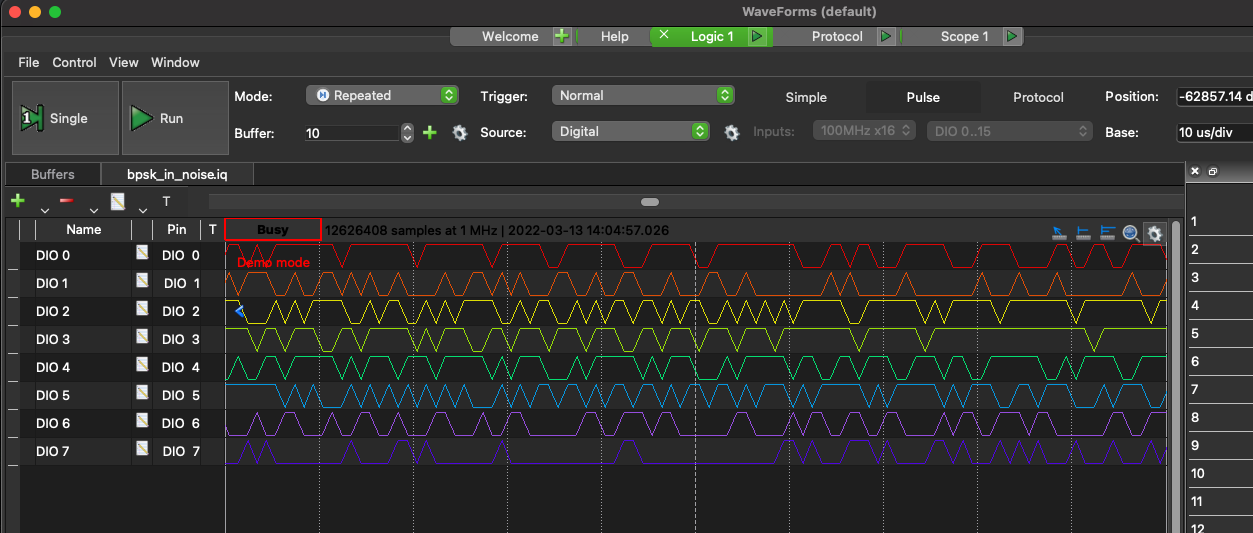 WaveForms (default)
Welcome Help Logic 1 Protocol Scope 1
File Control View Window
Single Run Mode: Repeated Trigger: Normal Simple Pulse Protocol Position: -62857.14 d
Buffer: 10 Source: Digital Inputs: 100MHz x16 DIO 0..15 Base: 10 us/div
Buffers bpsk_in_noise.iq
T
Name Pin T Busy 12626408 samples at 1 MHz | 2022-03-13 14:04:57.026
DIO 0 DIO 0
Demo mode
DIO 1 DIO 1
DIO 2 DIO 2
DIO 3 DIO 3
DIO 4 DIO 4
DIO 5 DIO 5
DIO 6 DIO 6
DIO 7 DIO 7
1
2
3
4
5
6
7
8
9
10
11
12